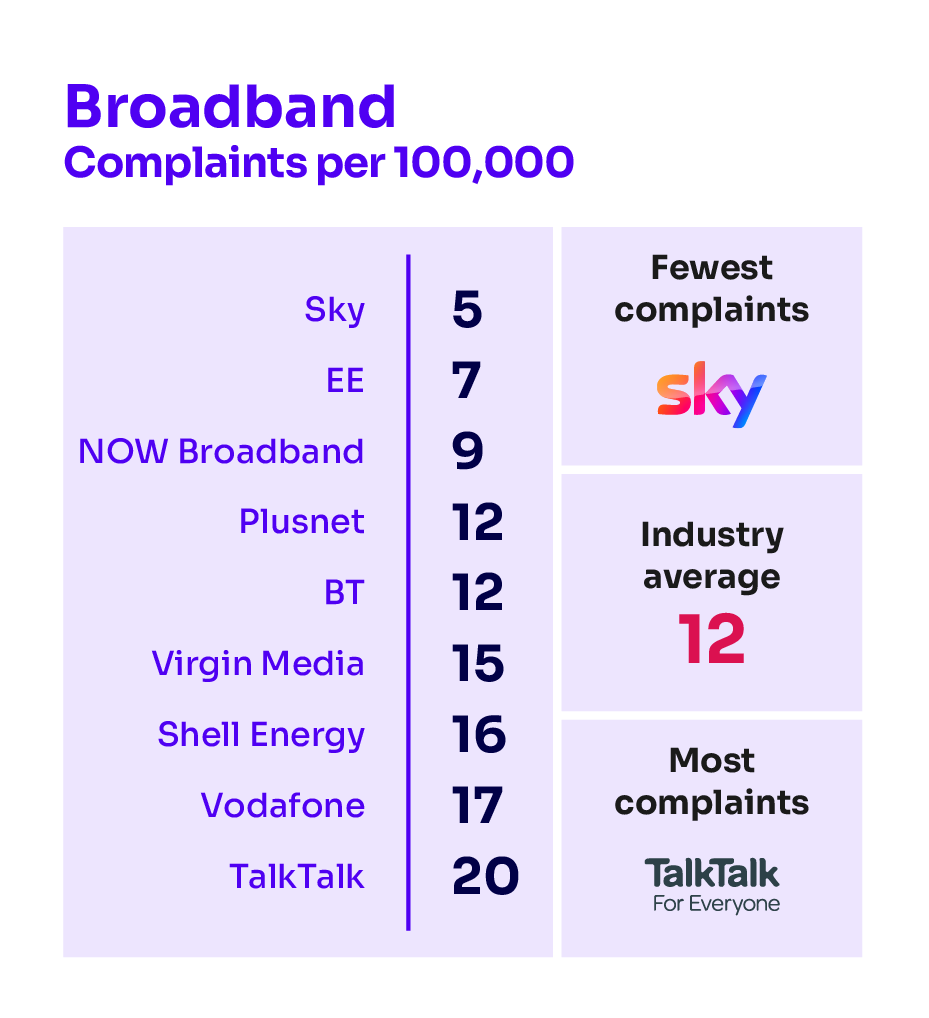 Broadband
Complaints per 100,000
Sky 5
EE 7
NOW Broadband 9
Plusnet 12
BT 12
Virgin Media 15
Shell Energy 16
Vodafone 17
TalkTalk 20
Fewest
complaints
sky
Industry
average
12
Most
complaints
TalkTalk
For Everyone